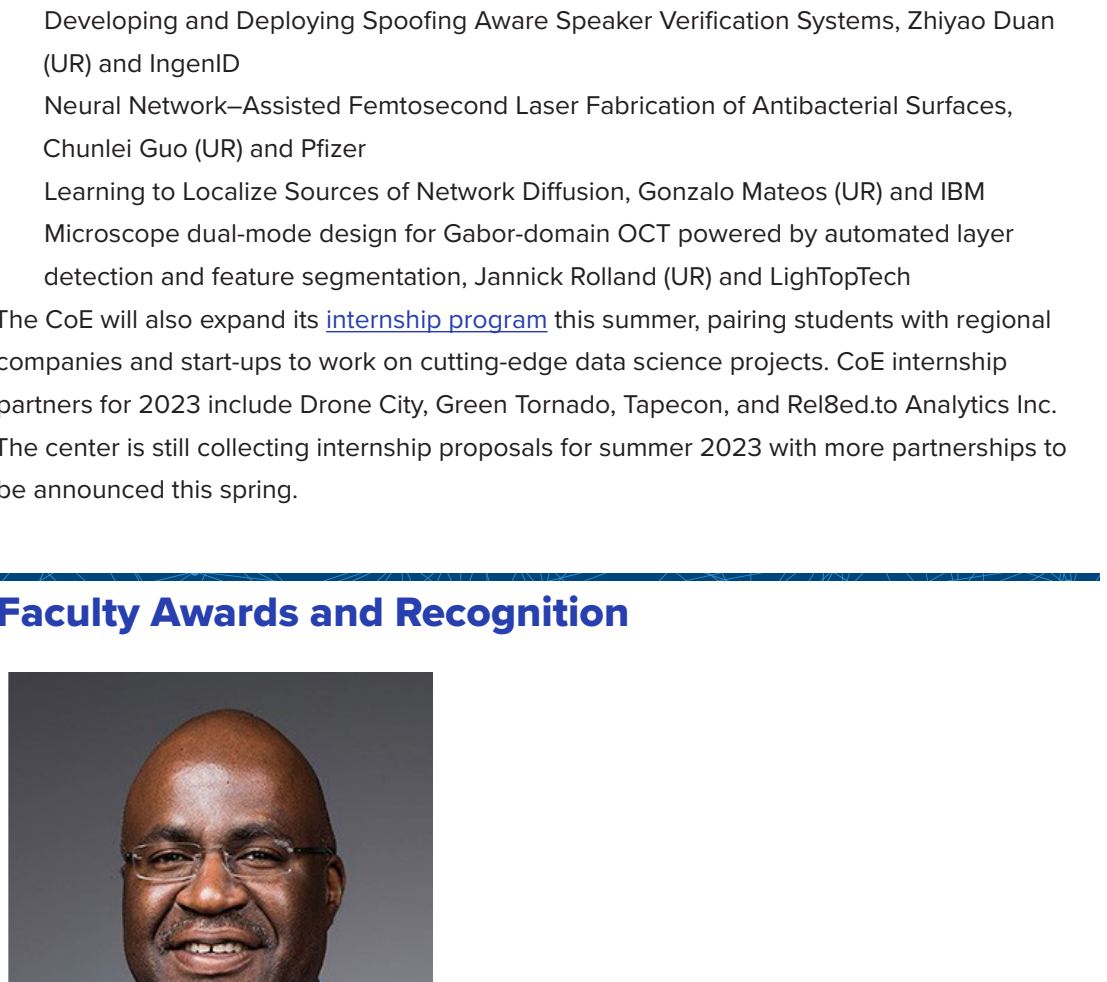 Developing and Deploying Spoofing Aware Speaker Verification Systems, Zhiyao Duan
(UR) and IngenID
Neural Network–Assisted Femtosecond Laser Fabrication of Antibacterial Surfaces,
Chunlei Guo (UR) and Pfizer
Learning to Localize Sources of Network Diffusion, Gonzalo Mateos (UR) and IBM
Microscope dual-mode design for Gabor-domain OCT powered by automated layer
detection and feature segmentation, Jannick Rolland (UR) and LighTopTech
The CoE will also expand its internship program this summer, pairing students with regional
companies and start-ups to work on cutting-edge data science projects. CoE internship
partners for 2023 include Drone City, Green Tornado, Tapecon, and Rel8ed.to Analytics Inc.
The center is still collecting internship proposals for summer 2023 with more partnerships to
be announced this spring.
Faculty Awards and Recognition